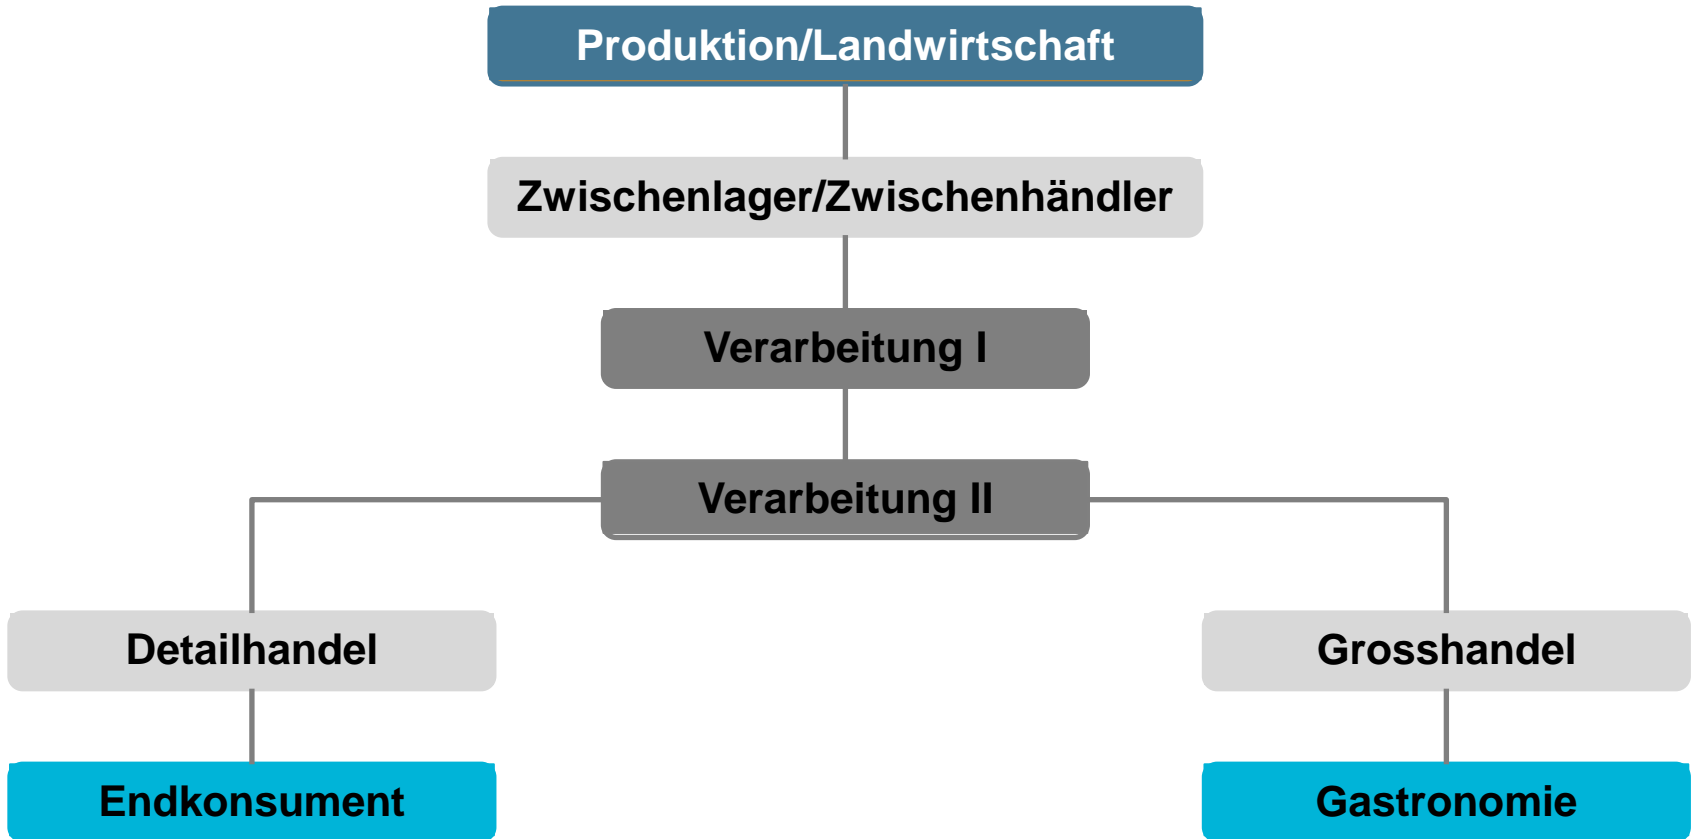 Produktion/Landwirtschaft
Zwischenlager/Zwischenhändler
Verarbeitung I
Verarbeitung II
Detailhandel
Grosshandel
Endkonsument
Gastronomie